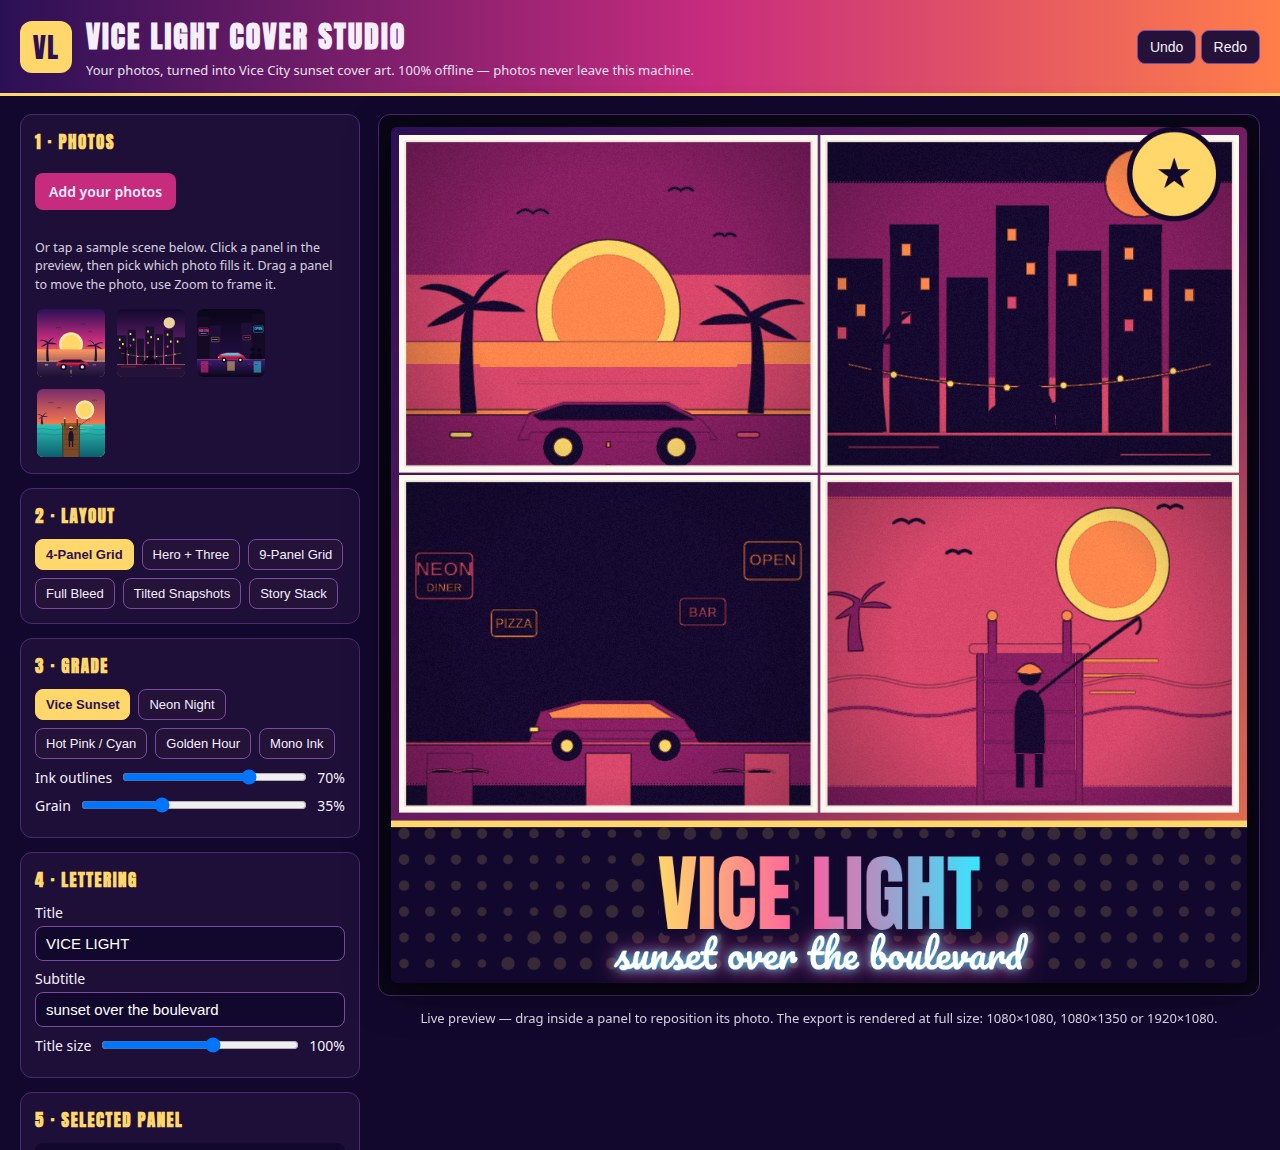 VL
VICE LIGHT COVER STUDIO
Your photos, turned into Vice City sunset cover art. 100% offline — photos never leave this machine.
Undo
Redo
1 · PHOTOS
Add your photos
Or tap a sample scene below. Click a panel in the
preview, then pick which photo fills it. Drag a panel
to move the photo, use Zoom to frame it.
2 · LAYOUT
4-Panel Grid
Hero + Three
9-Panel Grid
Full Bleed
Tilted Snapshots
Story Stack
3 · GRADE
Vice Sunset
Neon Night
Hot Pink / Cyan
Golden Hour
Mono Ink
Ink outlines
70%
Grain
35%
4 · LETTERING
Title
VICE LIGHT
Subtitle
sunset over the boulevard
Title size
100%
5 · SELECTED PANEL
NEON
DINER
PIZZA
BAR
OPEN
VICE LIGHT
sunset over the boulevard
Live preview — drag inside a panel to reposition its photo. The export is rendered at full size: 1080×1080, 1080×1350 or 1920×1080.